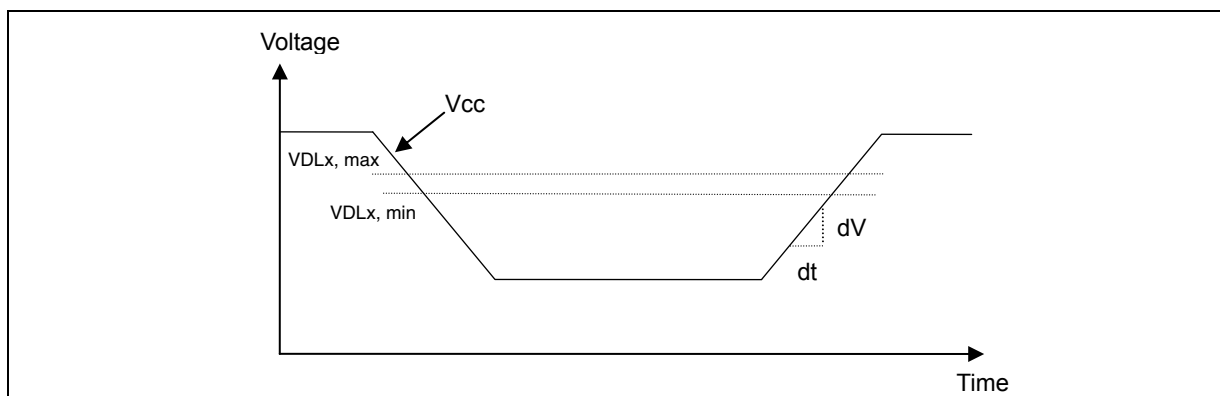 Voltage
Vcc
VDLx, max
VDLx, min
dV
dt
Time